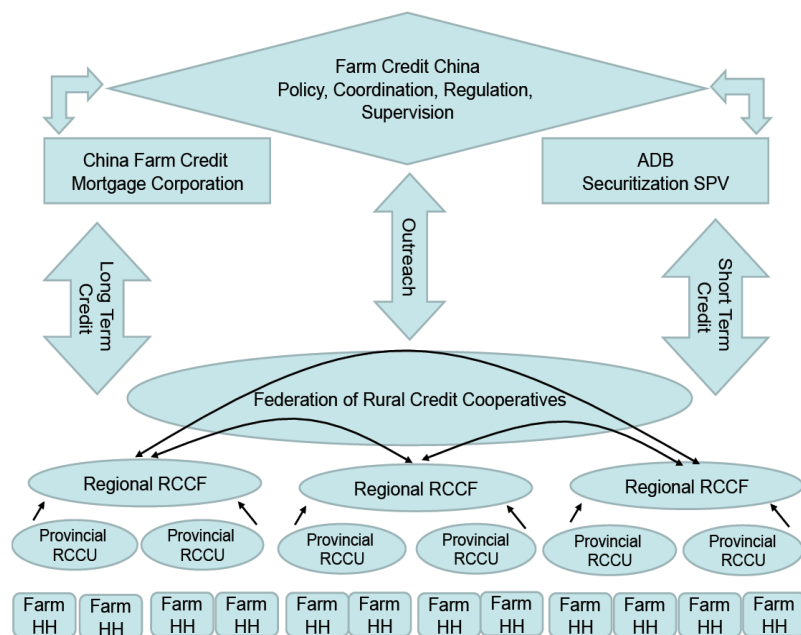 Farm Credit China
Policy, Coordination, Regulation,
Supervision
China Farm Credit
Mortgage Corporation
ADB
Securitization SPV
Long Term
Credit
Outreach
Short Term
Credit
Federation of Rural Credit Cooperatives
Regional RCCF
Regional RCCF
Regional RCCF
Provincial
RCCU
Provincial
RCCU
Provincial
RCCU
Provincial
RCCU
Provincial
RCCU
Provincial
RCCU
Farm
HH
Farm
HH
Farm
HH
Farm
HH
Farm
HH
Farm
HH
Farm
HH
Farm
HH
Farm
HH
Farm
HH
Farm
HH
Farm
HH